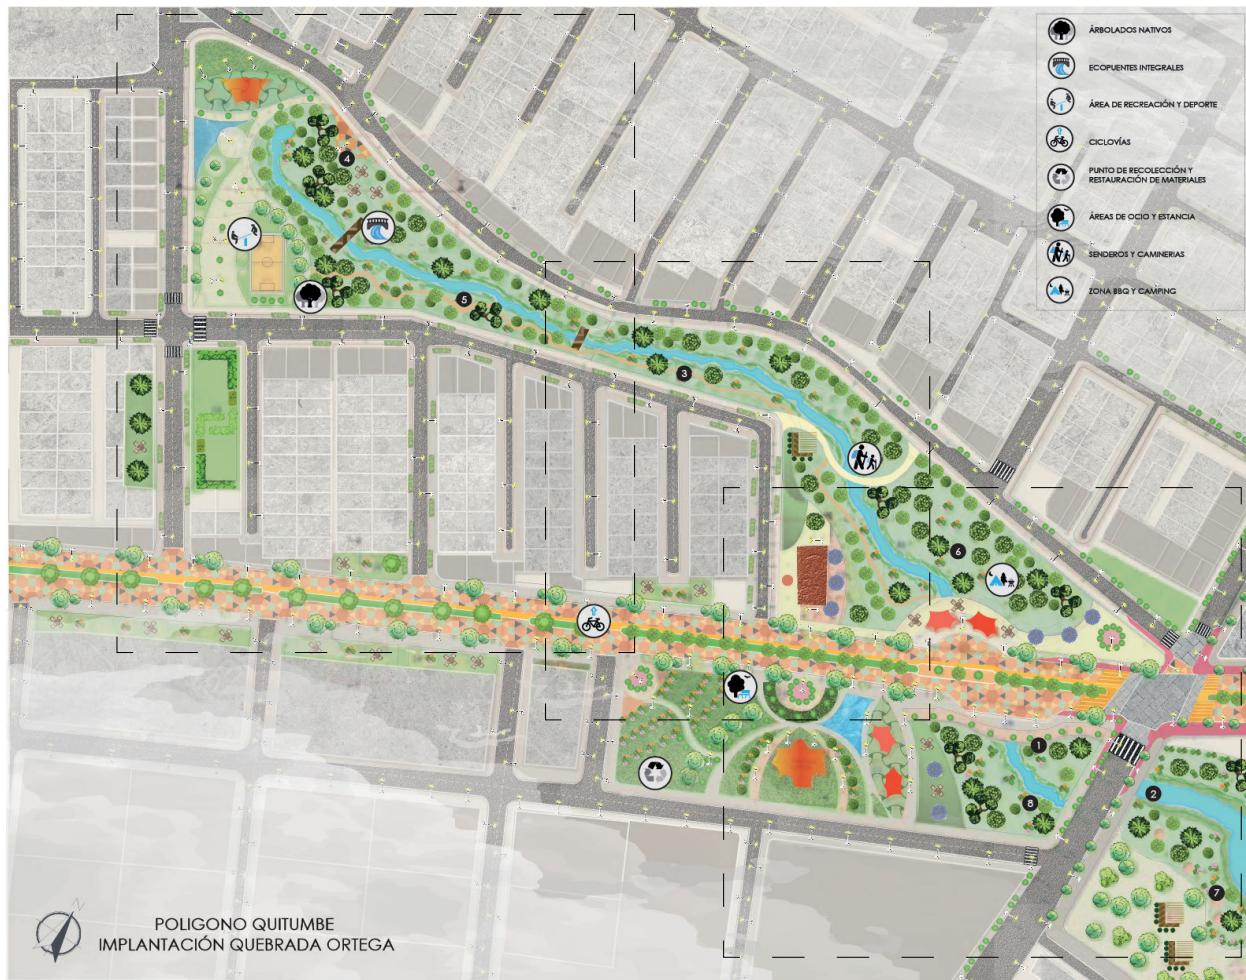 ÁRBOLADOS NATIVOS
ECOPUENTES INTEGRALES
ÁREA DE RECREACIÓN Y DEPORTE
CICLOVÍAS
PUNTO DE RECOLECCIÓN Y
RESTAURACIÓN DE MATERIALES
ÁREAS DE OCIO Y ESTANCIA
SENDEROS Y CAMINERIAS
ZONA BBQ Y CAMPING
4
5
3
6
1
2
8
7
N
POLIGONO QUITUMBE
IMPLANTACIÓN QUEBRADA ORTEGA